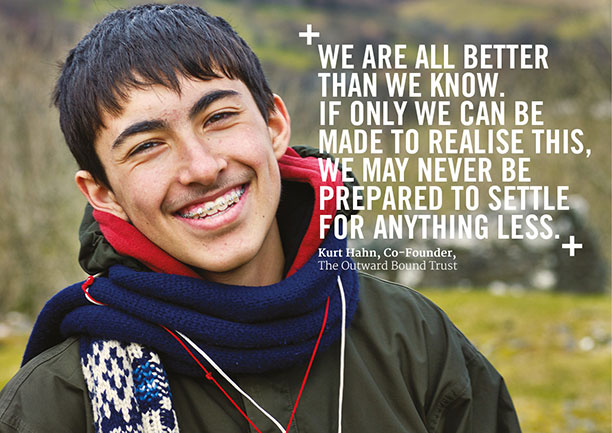 WE ARE ALL BETTER
THAN WE KNOW.
IF ONLY WE CAN BE
MADE TO REALISE THIS,
WE MAY NEVER BE
PREPARED TO SETTLE
FOR ANYTHING LESS.
Kurt Hahn, Co-Founder,
The Outward Bound Trust